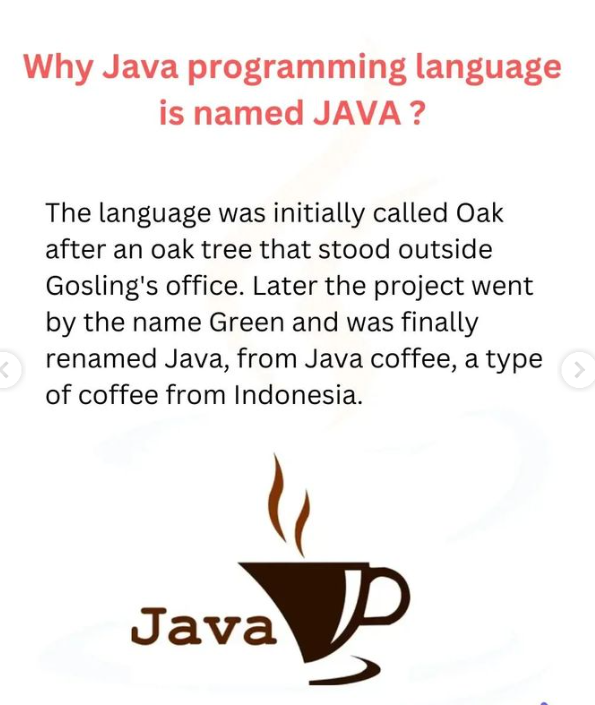 Why Java programming language
is named JAVA ?
The language was initially called Oak
after an oak tree that stood outside
Gosling's office. Later the project went
by the name Green and was finally
renamed Java, from Java coffee, a type
of coffee from Indonesia.
Java